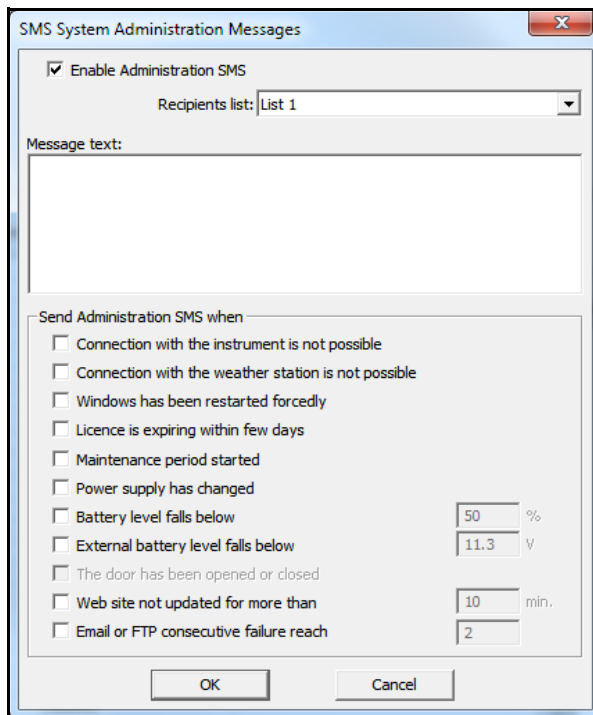 SMS System Administration Messages
Enable Administration SMS
Recipients list: List 1
Message text:
Send Administration SMS when
Connection with the instrument is not possible
Connection with the weather station is not possible
Windows has been restarted forcedly
Licence is expiring within few days
Maintenance period started
Power supply has changed
Battery level falls below 50 %
External battery level falls below 11.3 V
The door has been opened or closed
Web site not updated for more than 10 min.
Email or FTP consecutive failure reach 2
OK Cancel